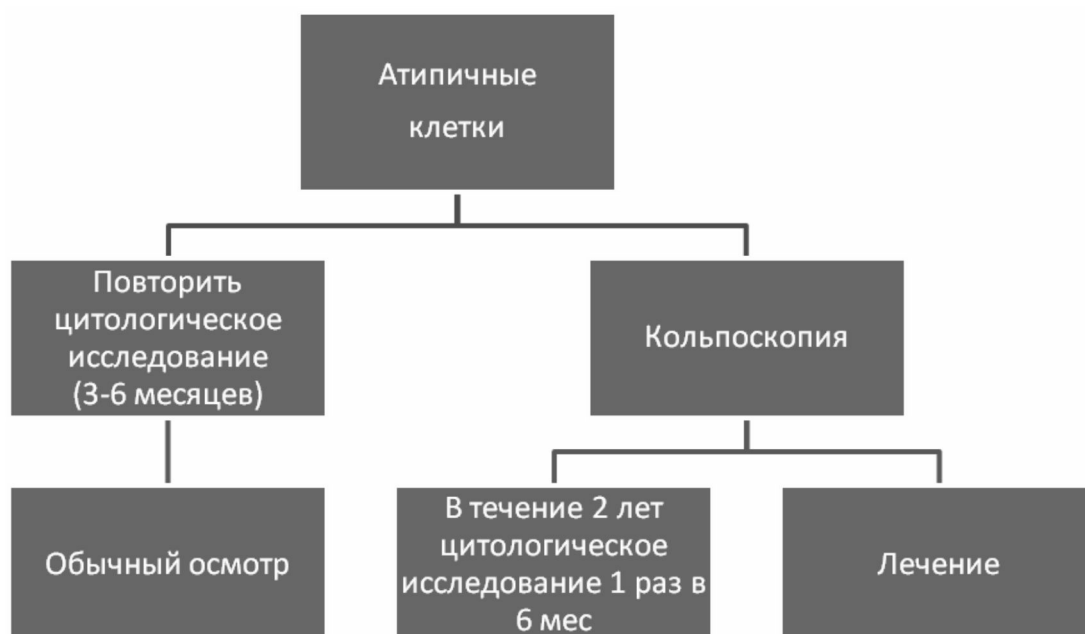 Атипичные
клетки
Повторить
цитологическое
исследование
(3-6 месяцев)
Кольпоскопия
Обычный осмотр
В течение 2 лет
цитологическое
исследование 1 раз в
6 мес
Лечение